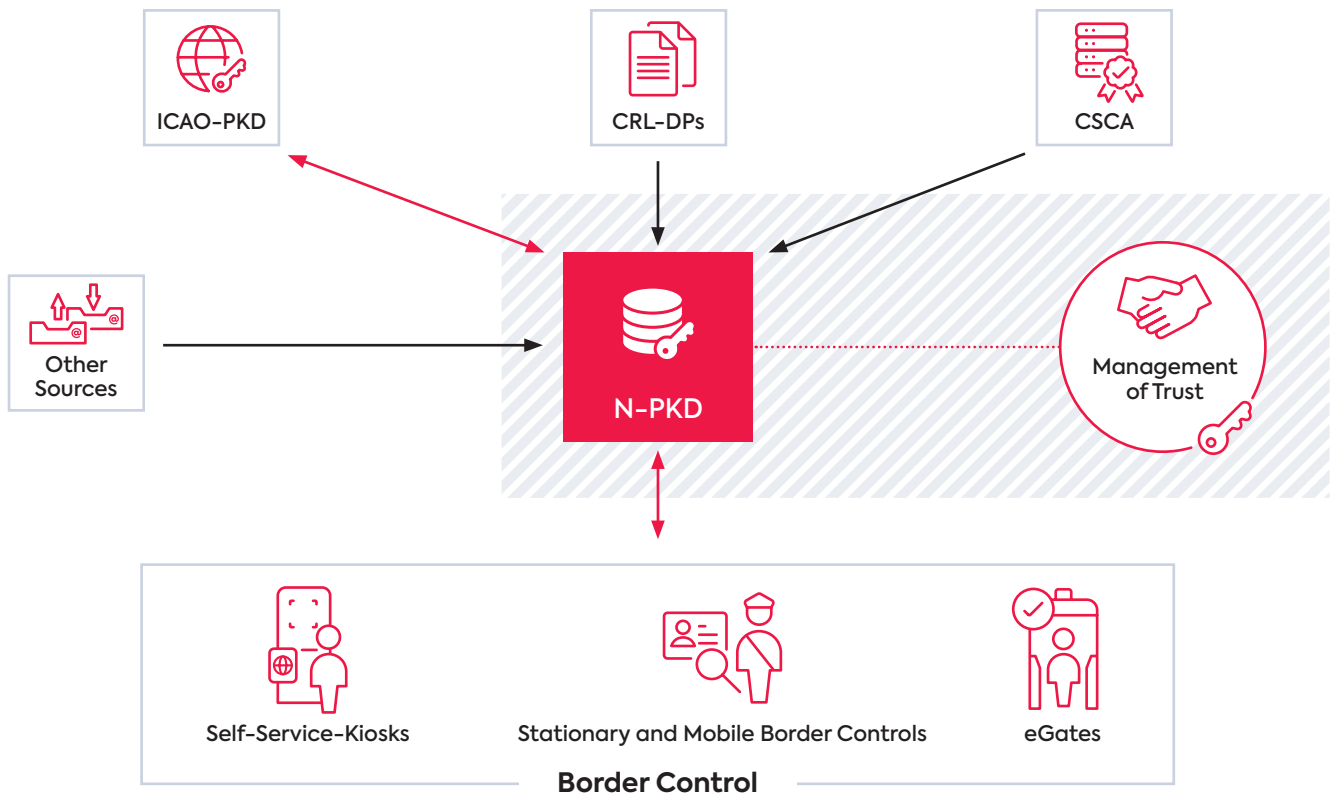 ICAO-PKD
CRL-DPs
CSCA
@
@
Other
Sources
N-PKD
Management
of Trust
Self-Service-Kiosks
Stationary and Mobile Border Controls
eGates
Border Control